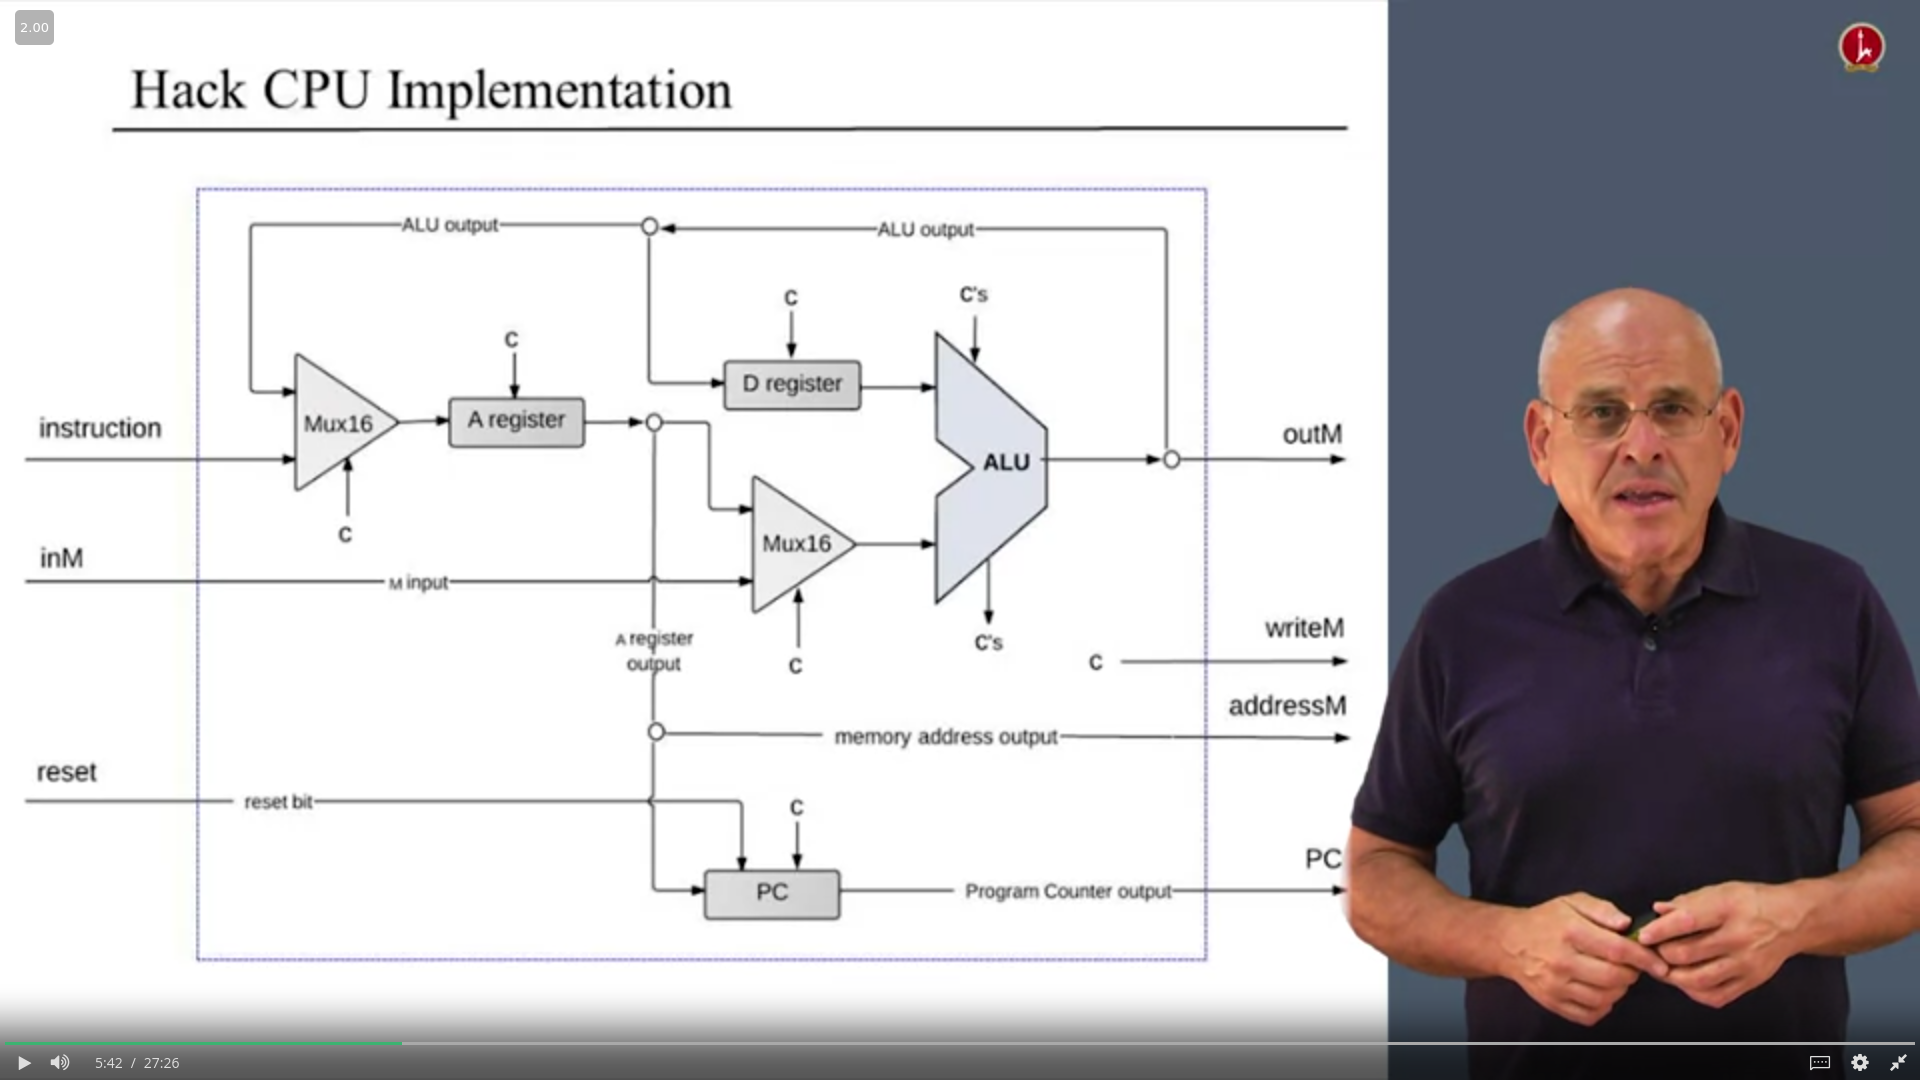 2.00
Hack CPU Implementation
ALU output
ALU output
C
C's
C
D register
Mux16
A register
instruction
ALU
outM
Mux16
C
inM
M input
writeM
A register
output
C's
C
C
addressM
memory address output
reset
reset bit
C
PC
PC
Program Counter output
5:42 / 27:26